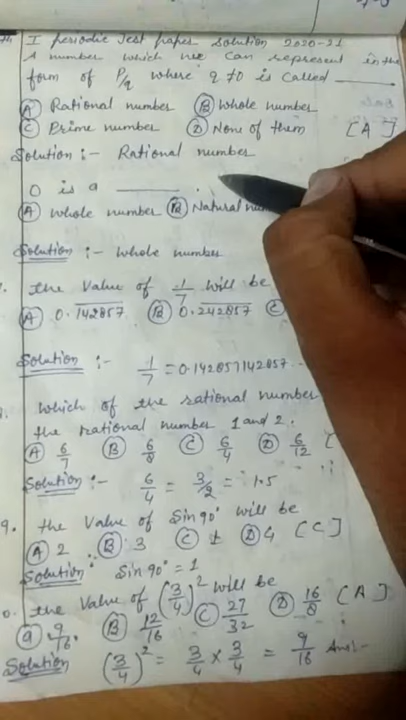 I periodic Test paper solution 2020-21
A number which we can represent in the
form of P/q where q ≠ 0 is called ________
(A) Rational number (B) Whole number
(C) Prime number (D) None of them [A]
Solution :- Rational number
0 is a ________.
(A) Whole number (B) Natural
Solution :- Whole number
the Value of 1/7 will be
(A) 0.142857 (B) 0.242857 (C)
Solution :- 1/7 = 0.142857142857 --
which of the rational number
the rational number 1 and 2.
(A) 6/7 (B) 6/8 (C) 6/4 (D) 6/12 [
Solution :- 6/4 = 3/2 = 1.5
9. the Value of Sin 90° will be
(A) 2 (B) 3 (C) 1 (D) 4 [C]
Solution :- Sin 90° = 1
0. the Value of (3/4)² will be
(a) 9/16 (B) 12/16 (C) 27/32 (D) 16/8 [A]
Solution (3/4)² = 3/4 × 3/4 = 9/16 Ans:-